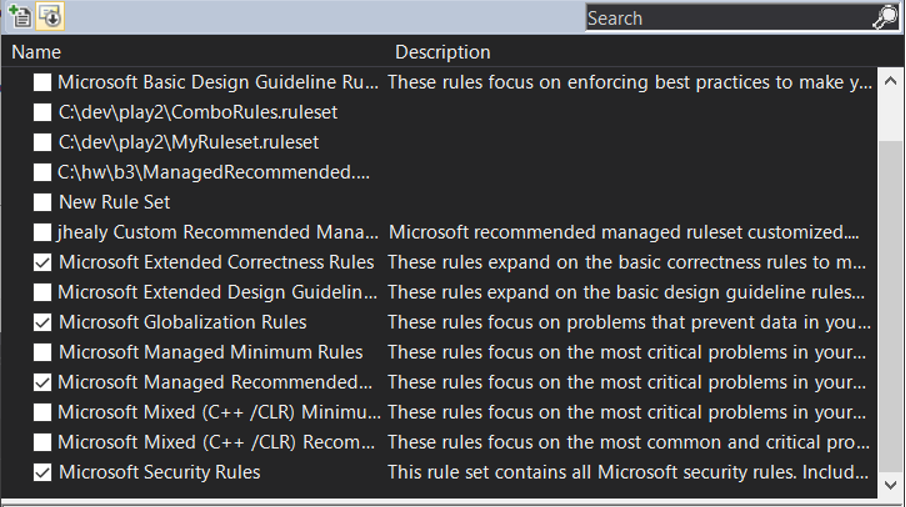 Search
Name Description
Microsoft Basic Design Guideline Ru... These rules focus on enforcing best practices to make y...
C:\dev\play2\ComboRules.ruleset
C:\dev\play2\MyRuleset.ruleset
C:\hw\b3\ManagedRecommended....
New Rule Set
jhealy Custom Recommended Mana... Microsoft recommended managed ruleset customized....
Microsoft Extended Correctness Rules These rules expand on the basic correctness rules to m...
Microsoft Extended Design Guidelin... These rules expand on the basic design guideline rules...
Microsoft Globalization Rules These rules focus on problems that prevent data in you...
Microsoft Managed Minimum Rules These rules focus on the most critical problems in your...
Microsoft Managed Recommended... These rules focus on the most critical problems in your...
Microsoft Mixed (C++ /CLR) Minimu... These rules focus on the most critical problems in your...
Microsoft Mixed (C++ /CLR) Recom... These rules focus on the most common and critical pro...
Microsoft Security Rules This rule set contains all Microsoft security rules. Includ...